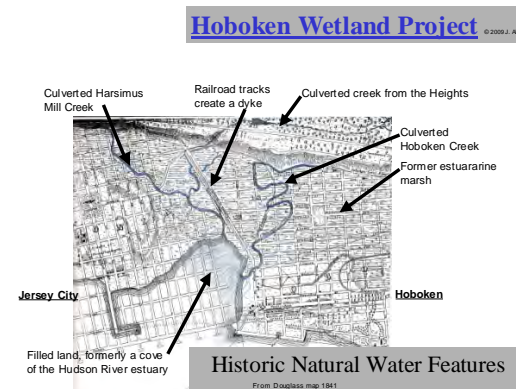 Hoboken Wetland Project © 2009 J. A
Culverted Harsimus
Mill Creek
Railroad tracks
create a dyke
Culverted creek from the Heights
Culverted
Hoboken Creek
Former estuararine
marsh
Jersey City
Hoboken
Filled land, formerly a cove
of the Hudson River estuary
Historic Natural Water Features
From Douglass map 1841